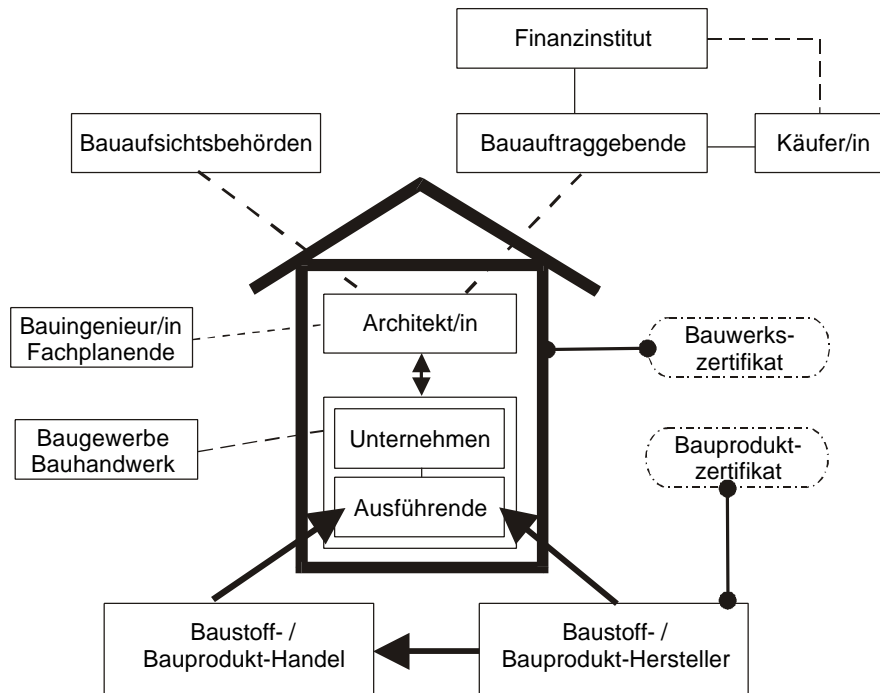 Finanzinstitut
Bauaufsichtsbehörden
Bauauftraggebende
Käufer/in
Bauingenieur/in
Fachplanende
Architekt/in
Bauwerks-
zertifikat
Baugewerbe
Bauhandwerk
Unternehmen
Ausführende
Bauprodukt-
zertifikat
Baustoff- /
Bauprodukt-Handel
Baustoff- /
Bauprodukt-Hersteller